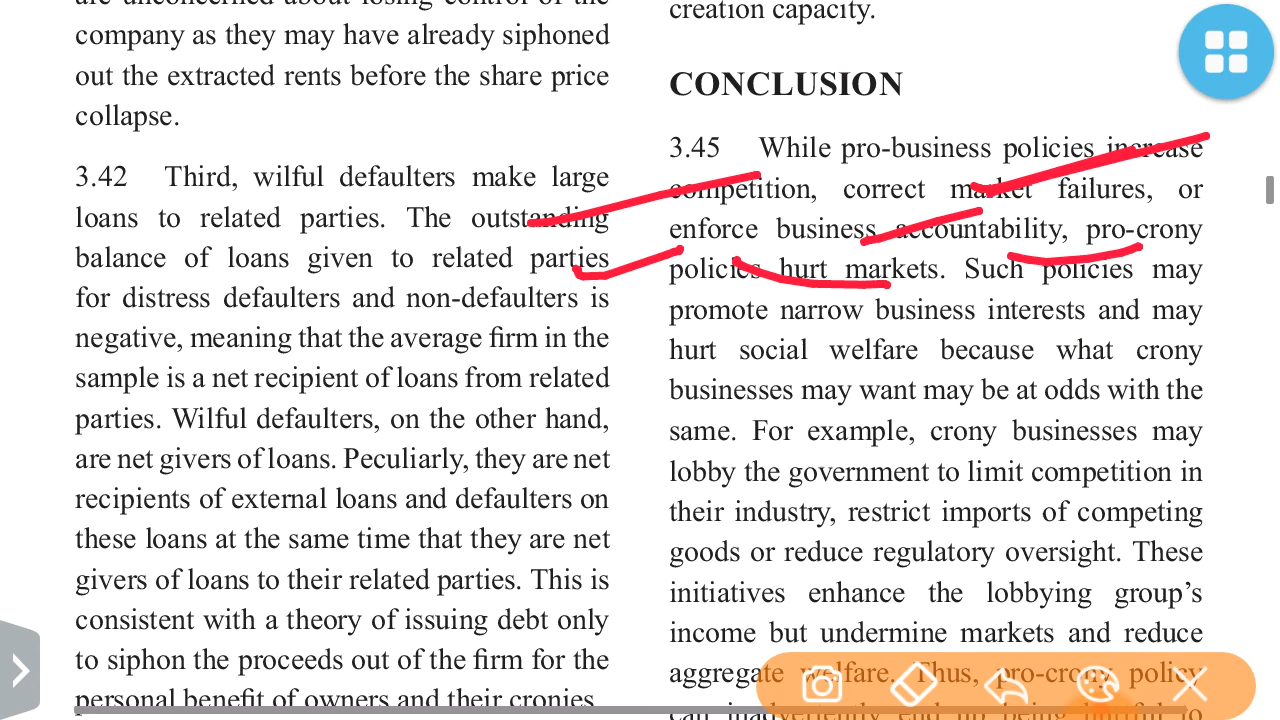 are unconcerned about losing control of the
company as they may have already siphoned
out the extracted rents before the share price
collapse.
3.42 Third, wilful defaulters make large
loans to related parties. The outstanding
balance of loans given to related parties
for distress defaulters and non-defaulters is
negative, meaning that the average firm in the
sample is a net recipient of loans from related
parties. Wilful defaulters, on the other hand,
are net givers of loans. Peculiarly, they are net
recipients of external loans and defaulters on
these loans at the same time that they are net
givers of loans to their related parties. This is
consistent with a theory of issuing debt only
to siphon the proceeds out of the firm for the
personal benefit of owners and their cronies.
creation capacity.
CONCLUSION
3.45 While pro-business policies increase
competition, correct market failures, or
enforce business accountability, pro-crony
policies hurt markets. Such policies may
promote narrow business interests and may
hurt social welfare because what crony
businesses may want may be at odds with the
same. For example, crony businesses may
lobby the government to limit competition in
their industry, restrict imports of competing
goods or reduce regulatory oversight. These
initiatives enhance the lobbying group's
income but undermine markets and reduce
aggregate welfare. Thus, pro-crony policy
can inadvertently end up being harmful to